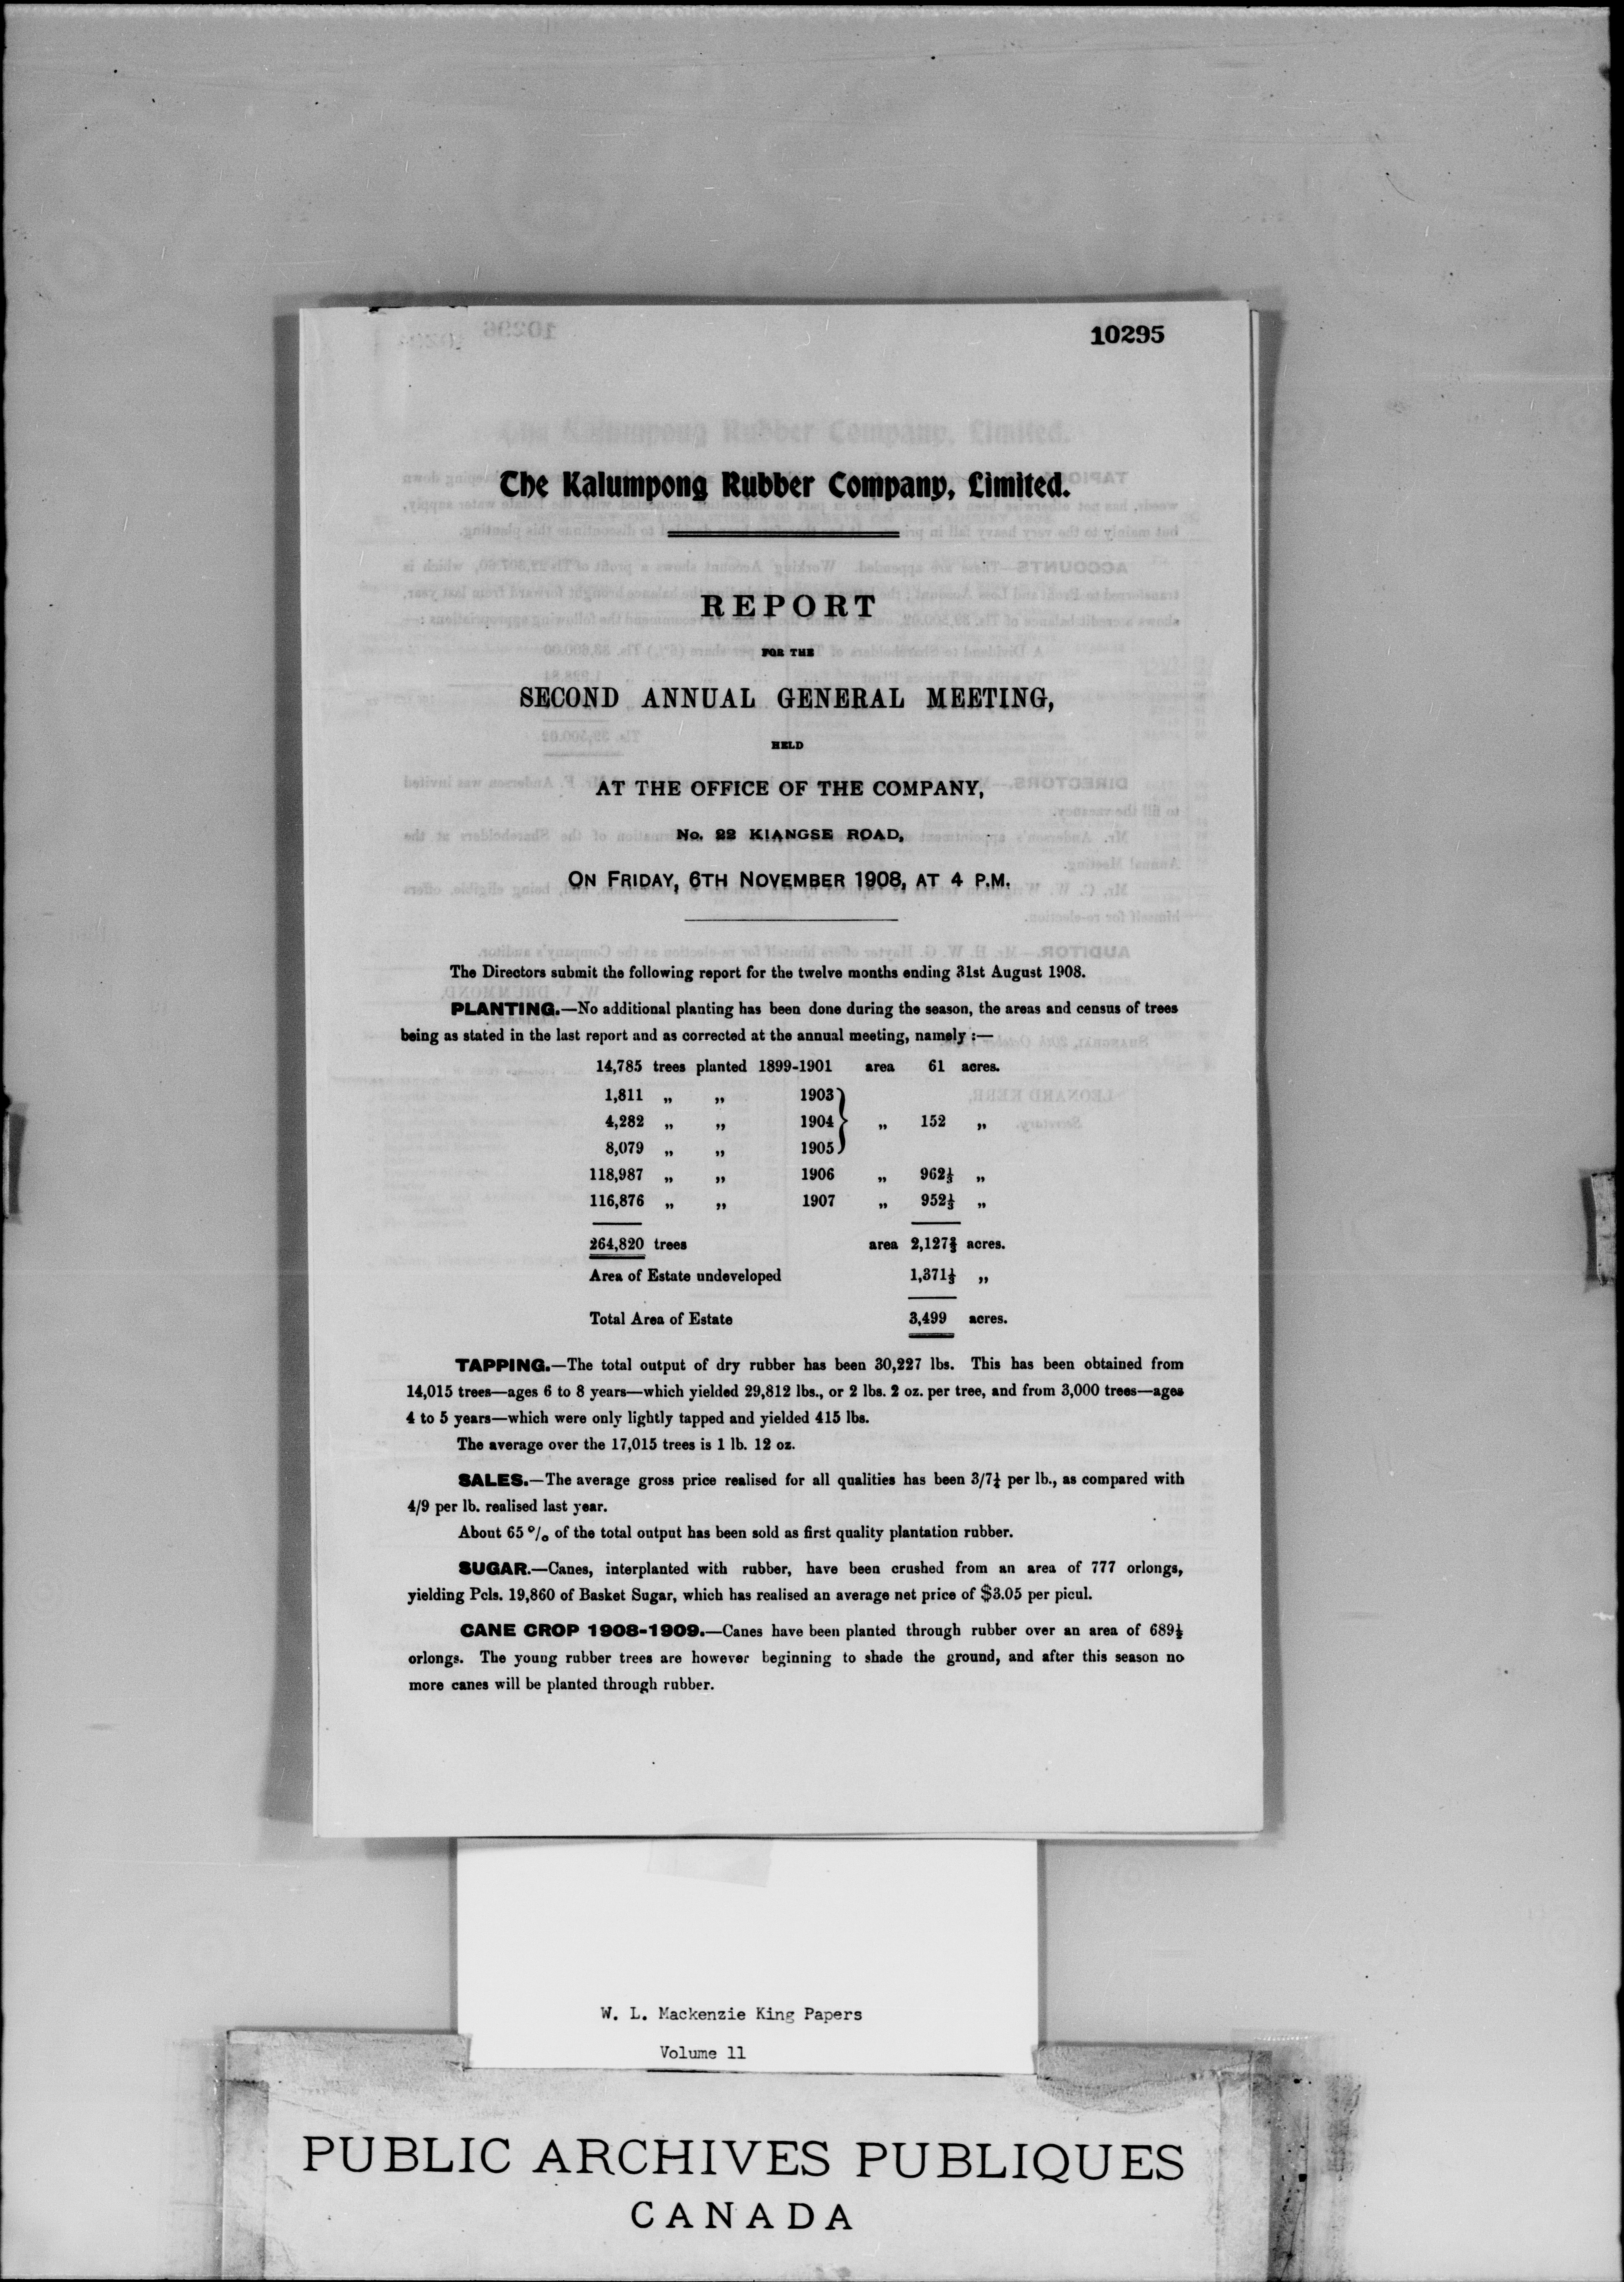 10295
The Kalumpong Rubber Company, Limited.
REPORT
FOR THE
SECOND ANNUAL GENERAL MEETING,
HELD
AT THE OFFICE OF THE COMPANY,
No. 22 KIANGSE ROAD,
ON FRIDAY, 6TH NOVEMBER 1908, AT 4 P.M.
The Directors submit the following report for the twelve months ending 31st August 1908.
PLANTING.—No additional planting has been done during the season, the areas and census of trees
being as stated in the last report and as corrected at the annual meeting, namely :—
14,785 trees planted 1899-1901 area 61 acres.
1,811 „ „ 1903
4,282 „ „ 1904 } „ 152 „
8,079 „ „ 1905
118,987 „ „ 1906 „ 962⅓ „
116,876 „ „ 1907 „ 952⅓ „
264,820 trees area 2,127⅔ acres.
Area of Estate undeveloped 1,371⅓ „
Total Area of Estate 3,499 acres.
TAPPING.—The total output of dry rubber has been 30,227 lbs. This has been obtained from
14,015 trees—ages 6 to 8 years—which yielded 29,812 lbs., or 2 lbs. 2 oz. per tree, and from 3,000 trees—ages
4 to 5 years—which were only lightly tapped and yielded 415 lbs.
The average over the 17,015 trees is 1 lb. 12 oz.
SALES.—The average gross price realised for all qualities has been 3/7¼ per lb., as compared with
4/9 per lb. realised last year.
About 65 % of the total output has been sold as first quality plantation rubber.
SUGAR.—Canes, interplanted with rubber, have been crushed from an area of 777 orlongs,
yielding Pcls. 19,860 of Basket Sugar, which has realised an average net price of $3.05 per picul.
CANE CROP 1908-1909.—Canes have been planted through rubber over an area of 689½
orlongs. The young rubber trees are however beginning to shade the ground, and after this season no
more canes will be planted through rubber.
W. L. Mackenzie King Papers
Volume 11
PUBLIC ARCHIVES PUBLIQUES
CANADA